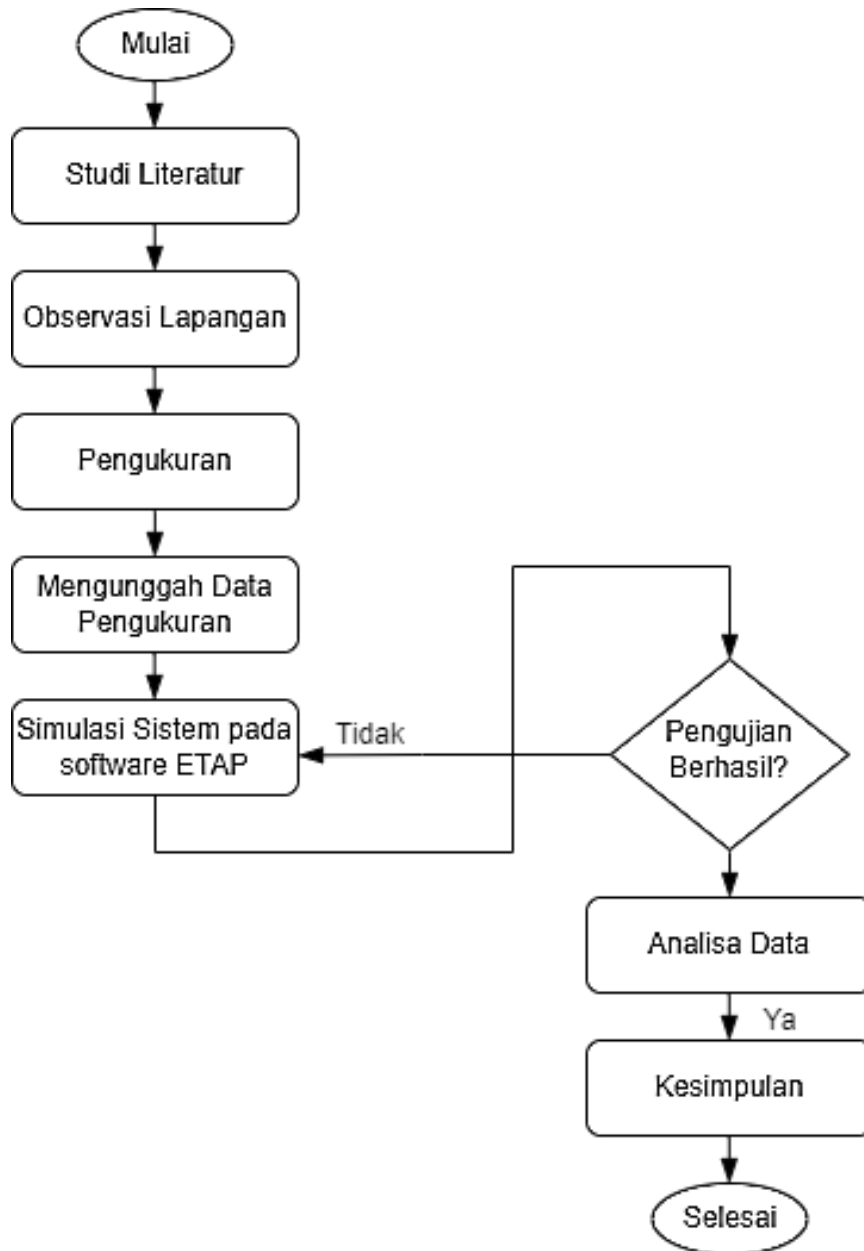 Mulai
Studi Literatur
Observasi Lapangan
Pengukuran
Mengunggah Data
Pengukuran
Simulasi Sistem pada
software ETAP
Tidak
Pengujian
Berhasil?
Analisa Data
Ya
Kesimpulan
Selesai